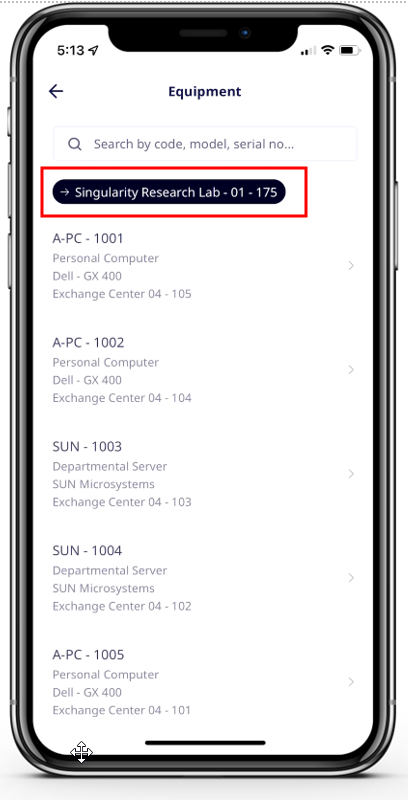 5:13
Equipment
Search by code, model, serial no...
→ Singularity Research Lab - 01 - 175
A-PC - 1001
Personal Computer
Dell - GX 400
Exchange Center 04 - 105
A-PC - 1002
Personal Computer
Dell - GX 400
Exchange Center 04 - 104
SUN - 1003
Departmental Server
SUN Microsystems
Exchange Center 04 - 103
SUN - 1004
Departmental Server
SUN Microsystems
Exchange Center 04 - 102
A-PC - 1005
Personal Computer
Dell - GX 400
Exchange Center 04 - 101